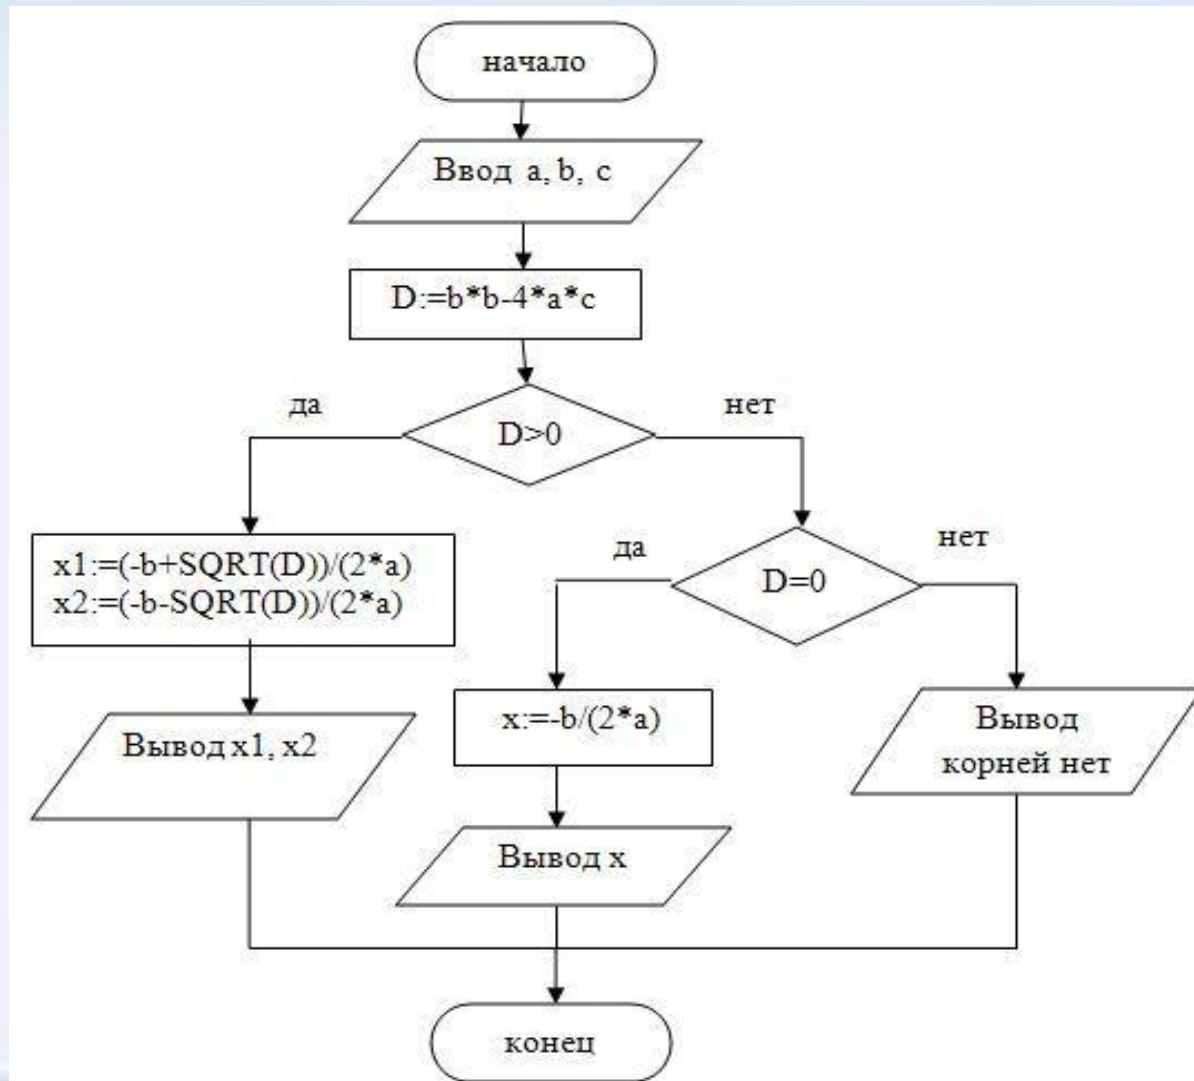 начало
Ввод a, b, c
D:=b*b-4*a*c
да
нет
D>0
x1:=(-b+SQRT(D))/(2*a)
x2:=(-b-SQRT(D))/(2*a)
да
нет
D=0
x:=-b/(2*a)
Вывод x1, x2
Вывод
корней нет
Вывод x
конец